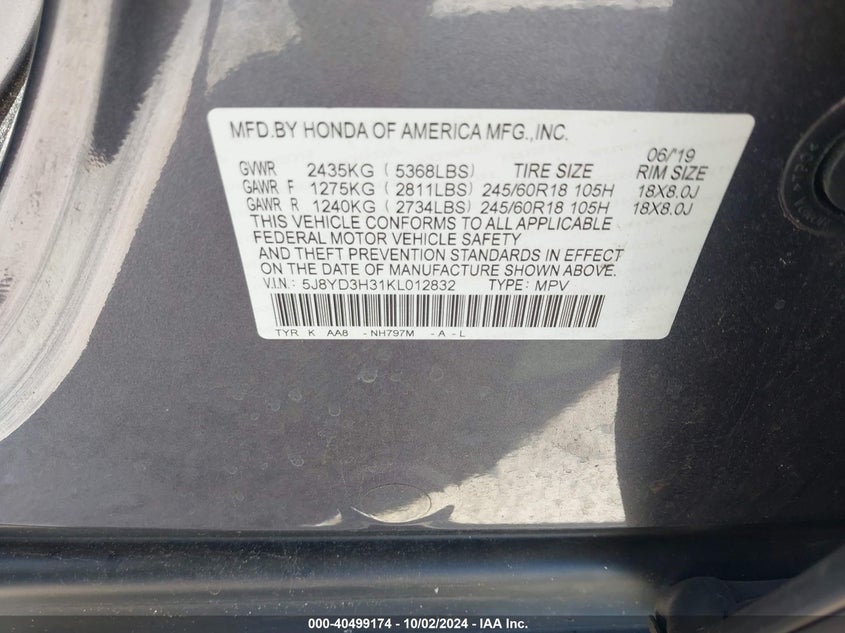 MFD.BY HONDA OF AMERICA MFG.,INC.
06/'19
GVWR 2435KG ( 5368LBS) TIRE SIZE RIM SIZE
GAWR F 1275KG ( 2811LBS) 245/60R18 105H 18X8.0J
GAWR R 1240KG ( 2734LBS) 245/60R18 105H 18X8.0J
THIS VEHICLE CONFORMS TO ALL APPLICABLE
FEDERAL MOTOR VEHICLE SAFETY
AND THEFT PREVENTION STANDARDS IN EFFECT
ON THE DATE OF MANUFACTURE SHOWN ABOVE.
V.I.N.: 5J8YD3H31KL012832 TYPE: MPV
TYR K AA8 - NH797M - A - L
000-40499174 - 10/02/2024 - IAA Inc.